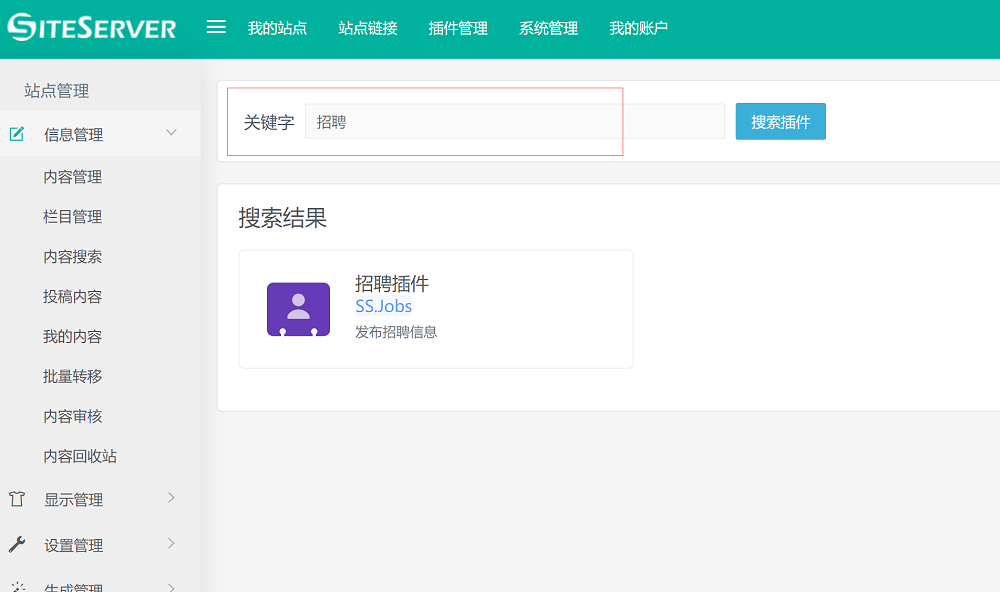 SITESERVER
我的站点 站点链接 插件管理 系统管理 我的账户
站点管理
信息管理
内容管理
栏目管理
内容搜索
投稿内容
我的内容
批量转移
内容审核
内容回收站
显示管理
设置管理
生成管理
关键字 招聘 搜索插件
搜索结果
招聘插件
SS.Jobs
发布招聘信息